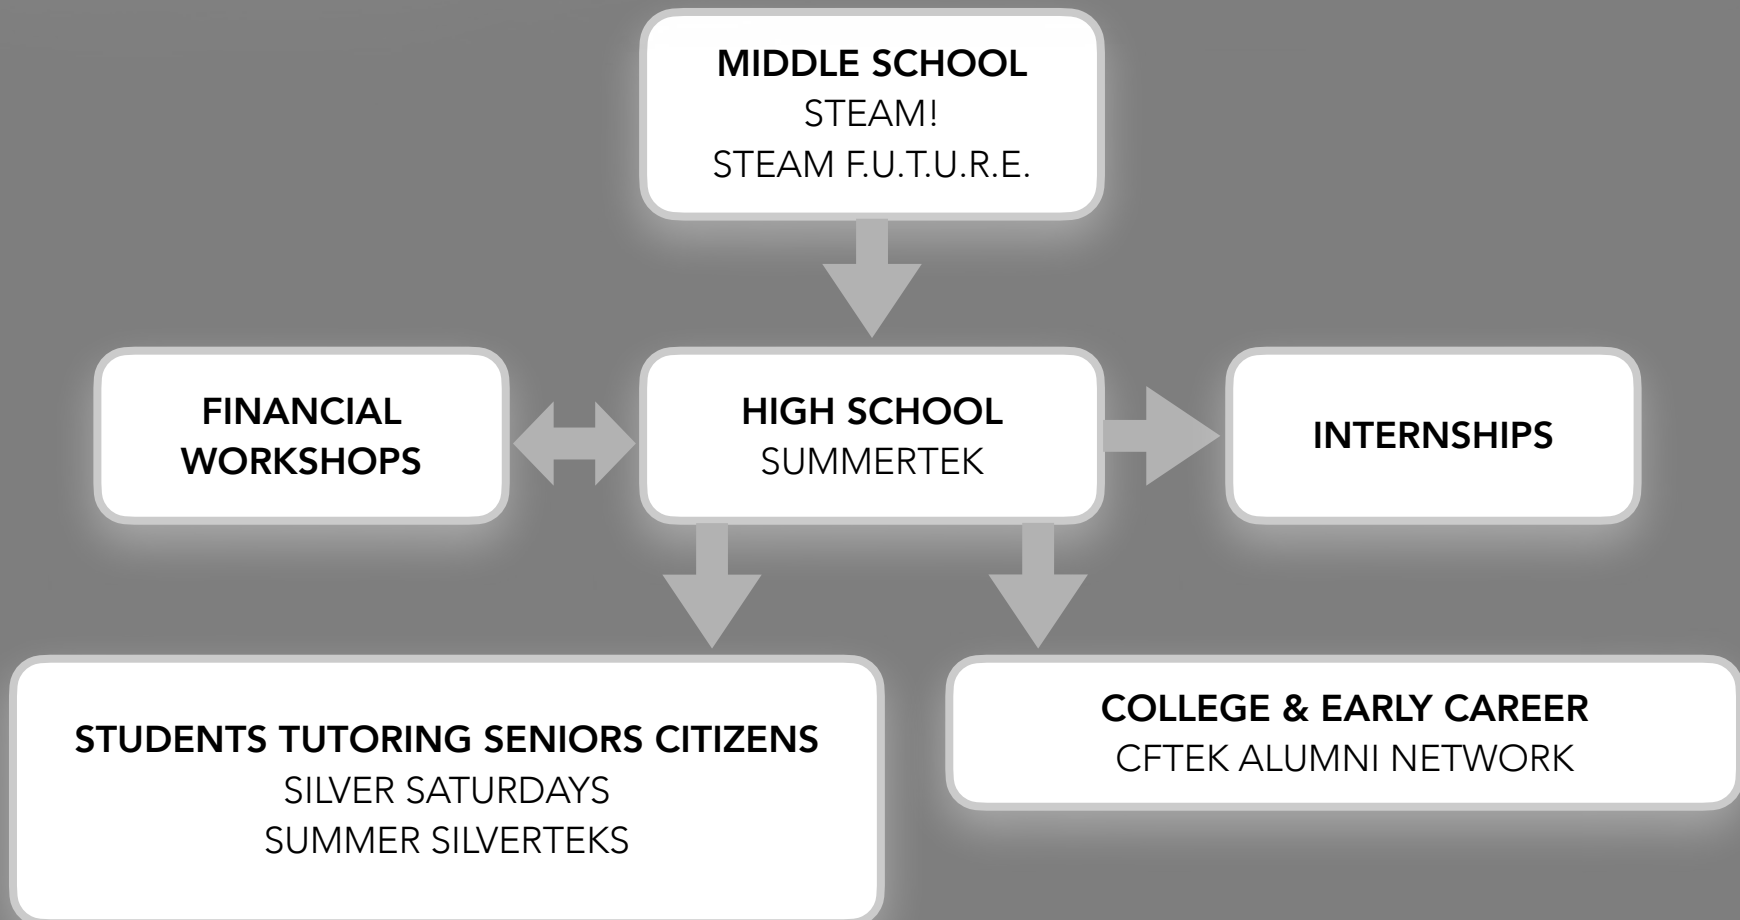 MIDDLE SCHOOL
STEAM!
STEAM F.U.T.U.R.E.
FINANCIAL
WORKSHOPS
HIGH SCHOOL
SUMMERTEK
INTERNSHIPS
STUDENTS TUTORING SENIORS CITIZENS
SILVER SATURDAYS
SUMMER SILVERTEKS
COLLEGE & EARLY CAREER
CFTEK ALUMNI NETWORK